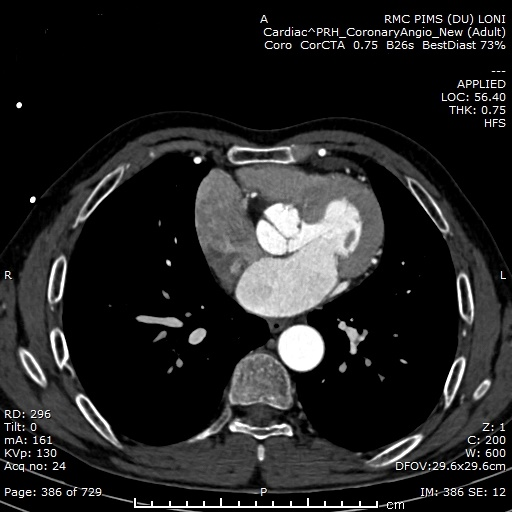 A
RMC PIMS (DU) LONI
Cardiac^PRH_CoronaryAngio_New (Adult)
Coro CorCTA 0.75 B26s BestDiast 73%
---
APPLIED
LOC: 56.40
THK: 0.75
HFS
R
L
RD: 296
Tilt: 0
mA: 161
KVp: 130
Acq no: 24
Page: 386 of 729
P
Z: 1
C: 200
W: 600
DFOV:29.6x29.6cm
IM: 386 SE: 12
cm